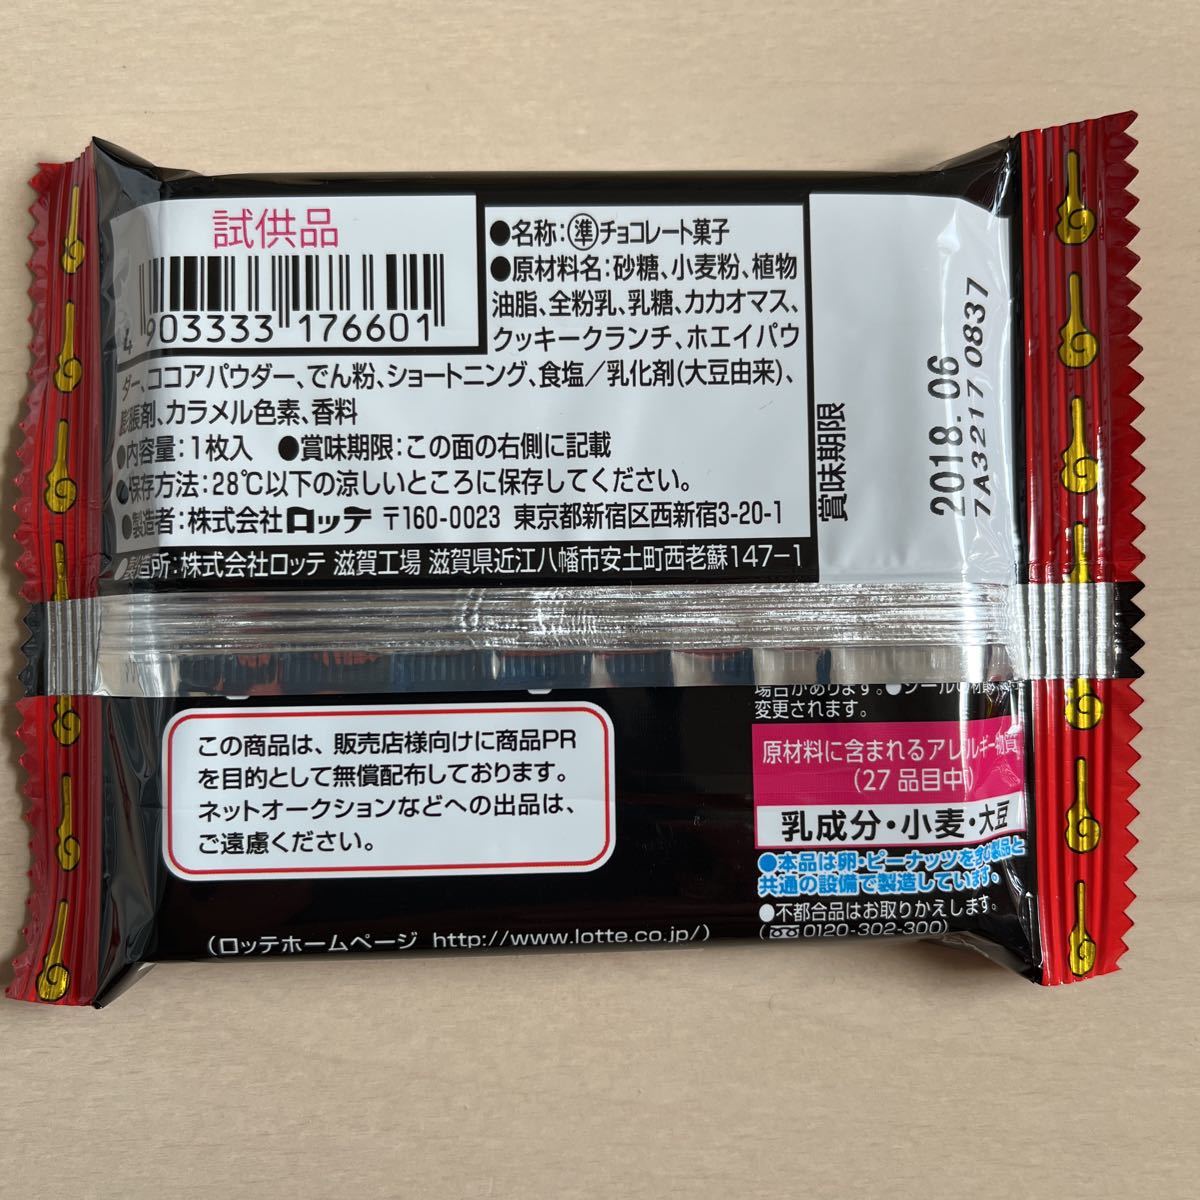 試供品
4 903333 176601
●名称:㊤準チョコレート菓子
●原材料名:砂糖、小麦粉、植物
油脂、全粉乳、乳糖、カカオマス、
クッキークランチ、ホエイパウ
ダー、ココアパウダー、でん粉、ショートニング、食塩/乳化剤(大豆由来)、
膨脹剤、カラメル色素、香料
●内容量:1枚入 ●賞味期限:この面の右側に記載
●保存方法:28℃以下の涼しいところに保存してください。
●製造者:株式会社ロッテ 〒160-0023 東京都新宿区西新宿3-20-1
●製造所:株式会社ロッテ 滋賀工場 滋賀県近江八幡市安土町西老蘇147-1
賞味期限
2018.06
7A3217 0837
この商品は、販売店様向けに商品PR
を目的として無償配布しております。
ネットオークションなどへの出品は、
ご遠慮ください。
(ロッテホームページ http://www.lotte.co.jp/)
場合があります。●シールの
変更されます。
原材料に含まれるアレルギー物質
(27品目中)
乳成分・小麦・大豆
●本品は卵・ピーナッツを含む製品と
共通の設備で製造しています。
●不都合品はお取りかえします。
(0120-302-300)